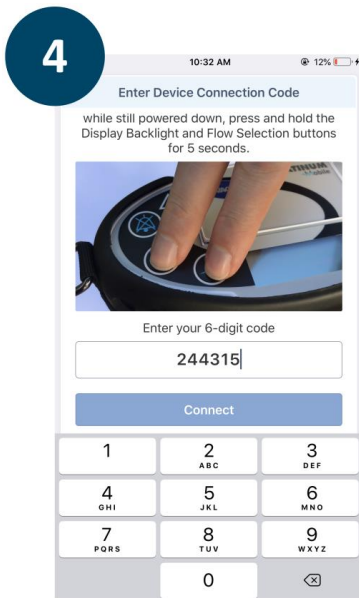 4
10:32 AM
12%
Enter Device Connection Code
while still powered down, press and hold the
Display Backlight and Flow Selection buttons
for 5 seconds.
Enter your 6-digit code
244315
Connect
1
2
ABC
3
DEF
4
GHI
5
JKL
6
MNO
7
PQRS
8
TUV
9
WXYZ
0